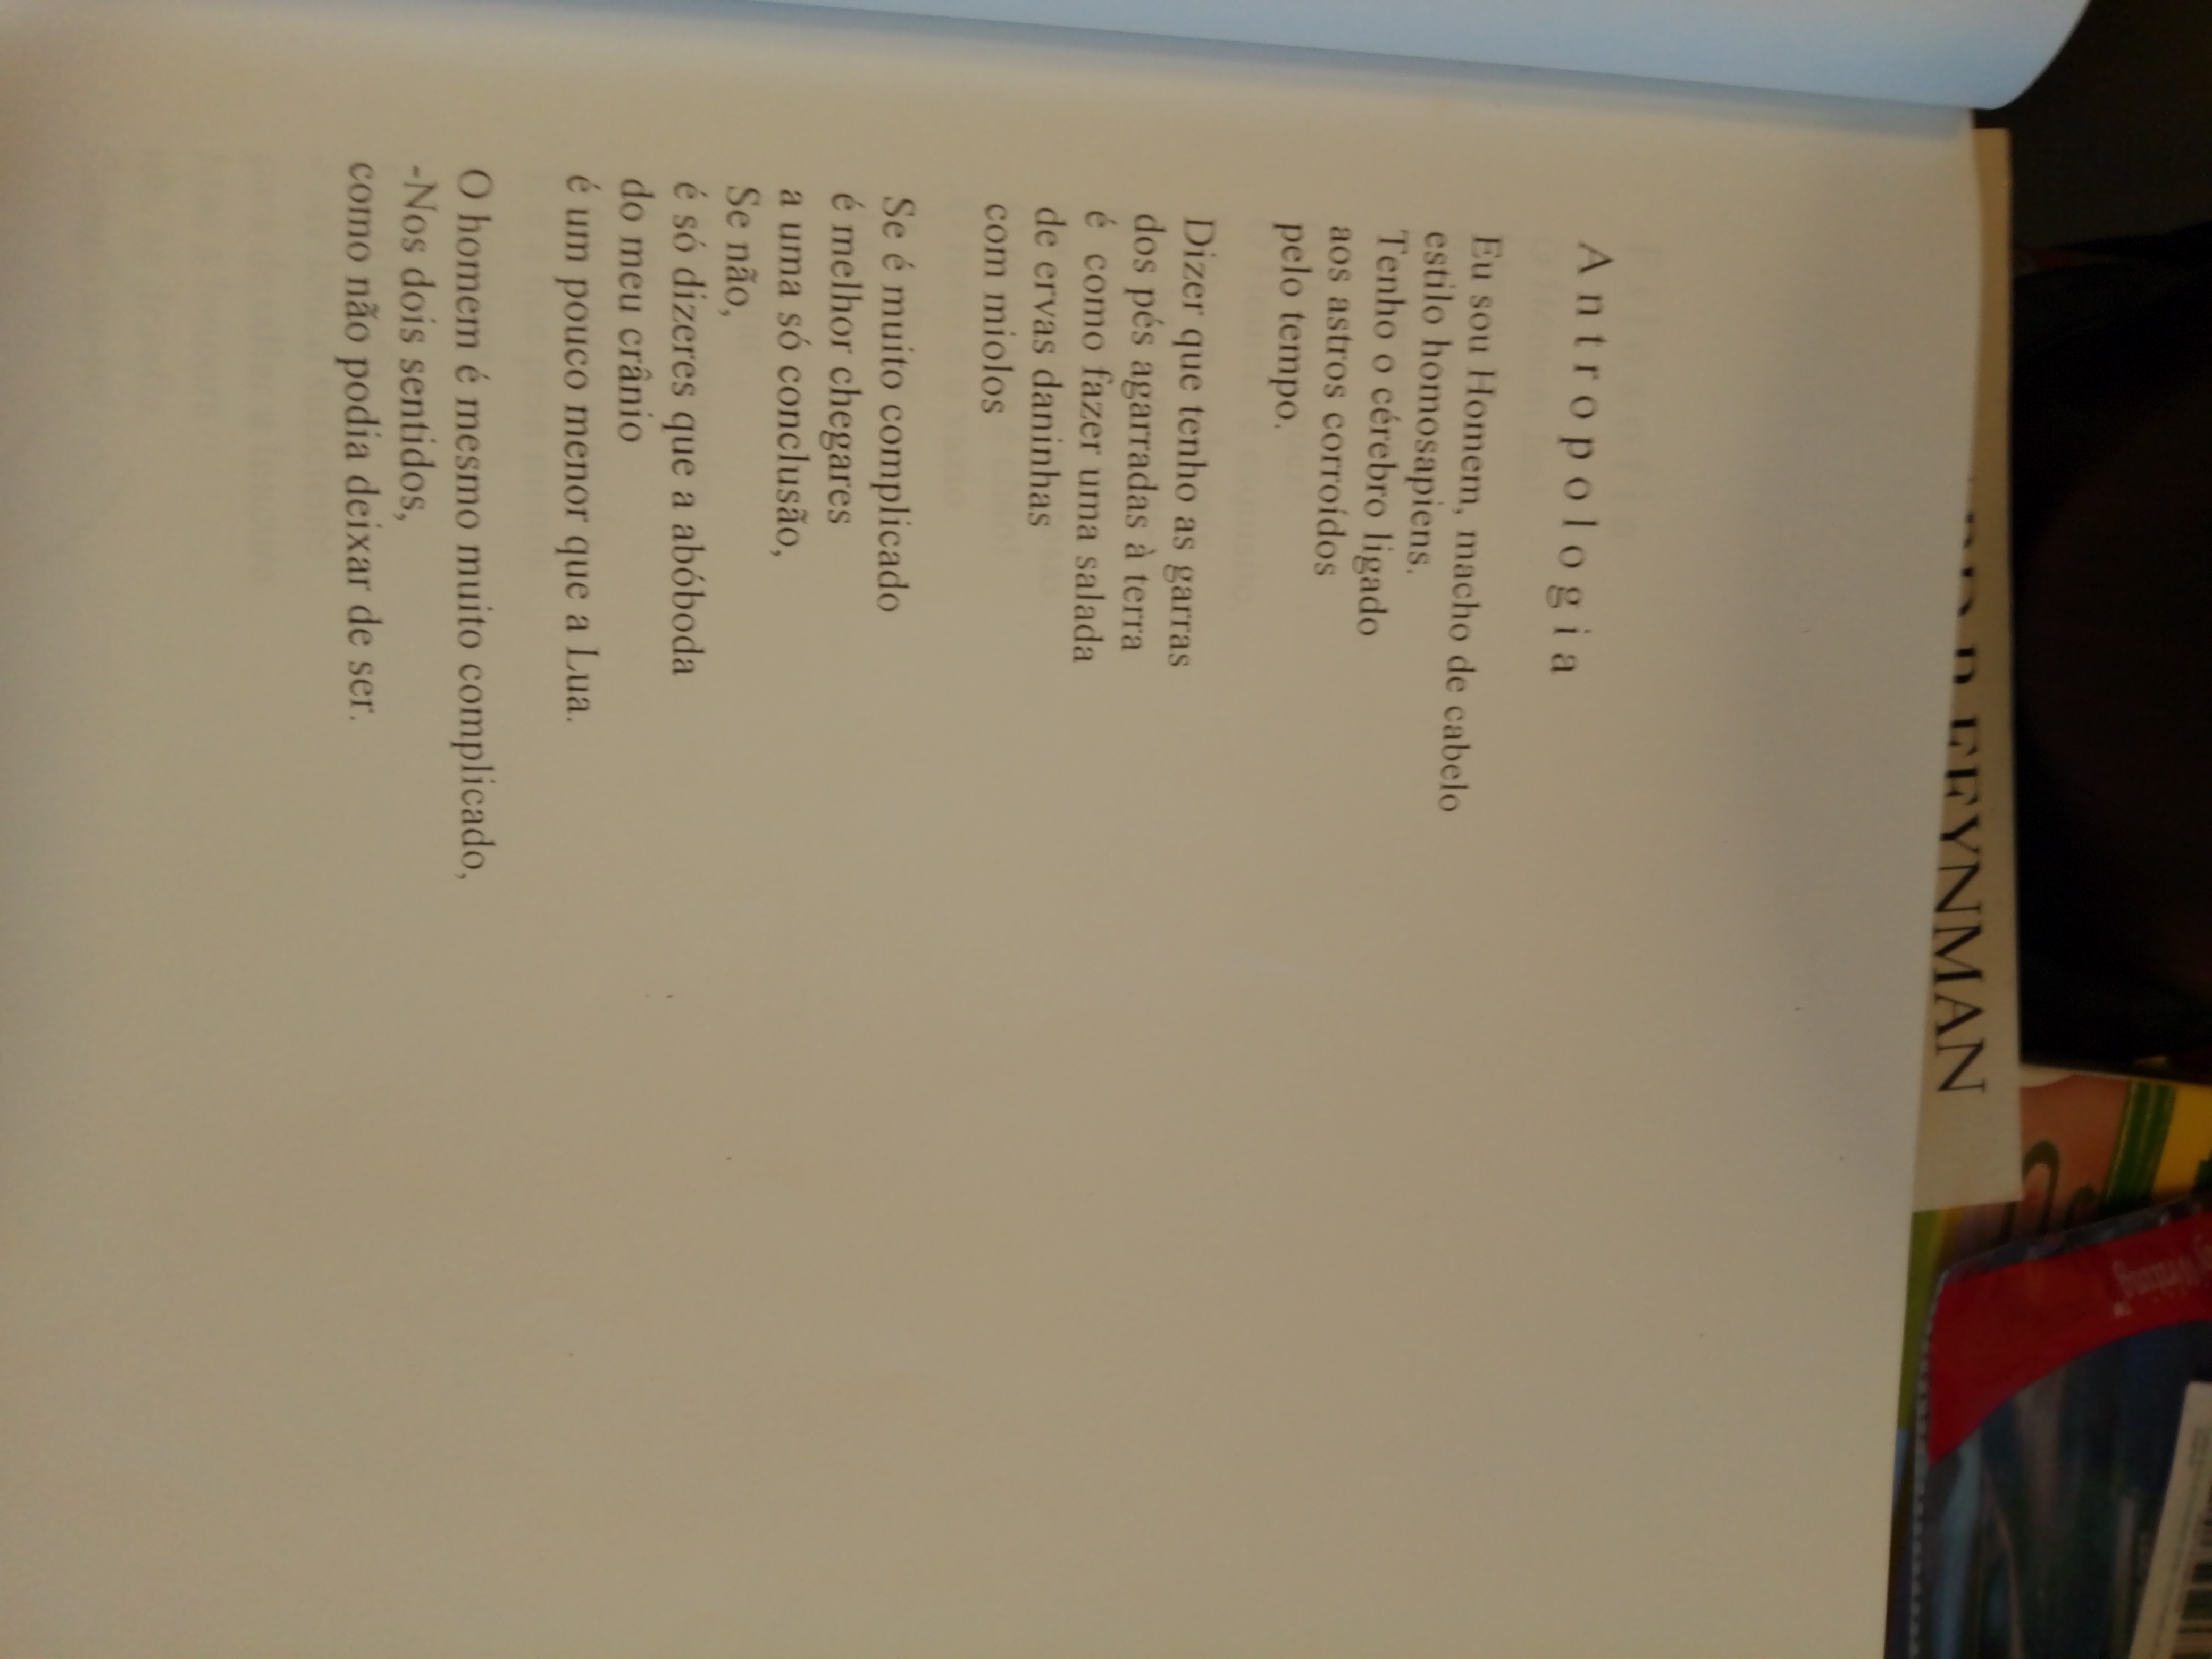 A n t r o p o l o g i a
Eu sou Homem, macho de cabelo
estilo homosapiens.
Tenho o cérebro ligado
aos astros corroídos
pelo tempo.
Dizer que tenho as garras
dos pés agarradas à terra
é como fazer uma salada
de ervas daninhas
com miolos
Se é muito complicado
é melhor chegares
a uma só conclusão,
Se não,
é só dizeres que a abóboda
do meu crânio
é um pouco menor que a Lua.
O homem é mesmo muito complicado,
-Nos dois sentidos,
como não podia deixar de ser.
FEYNMAN